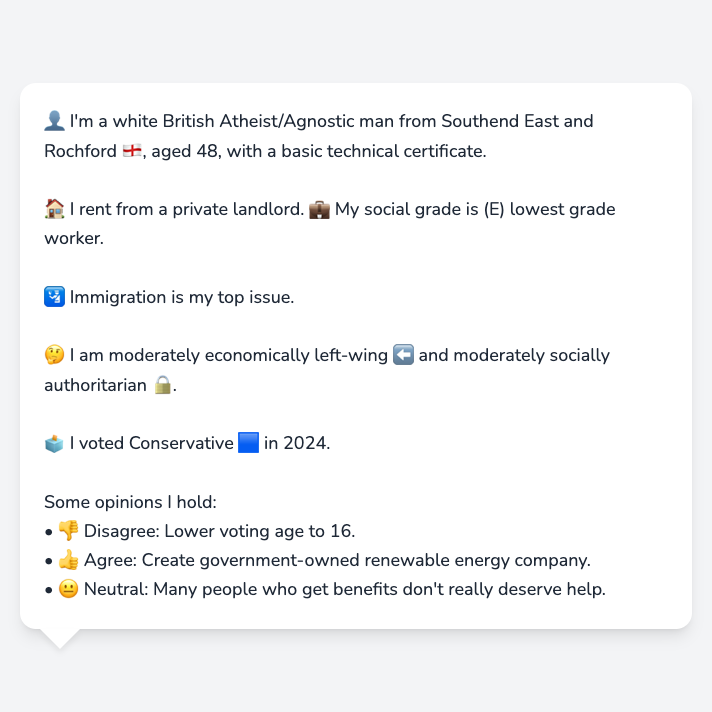 👤 I'm a white British Atheist/Agnostic man from Southend East and
Rochford 🏴󠁧󠁢󠁥󠁮󠁧󠁿, aged 48, with a basic technical certificate.
🏠 I rent from a private landlord. 💼 My social grade is (E) lowest grade
worker.
🛂 Immigration is my top issue.
🤔 I am moderately economically left-wing ⬅️ and moderately socially
authoritarian 🔒.
🗳️ I voted Conservative 🟦 in 2024.
Some opinions I hold:
• 👎 Disagree: Lower voting age to 16.
• 👍 Agree: Create government-owned renewable energy company.
• 😐 Neutral: Many people who get benefits don't really deserve help.